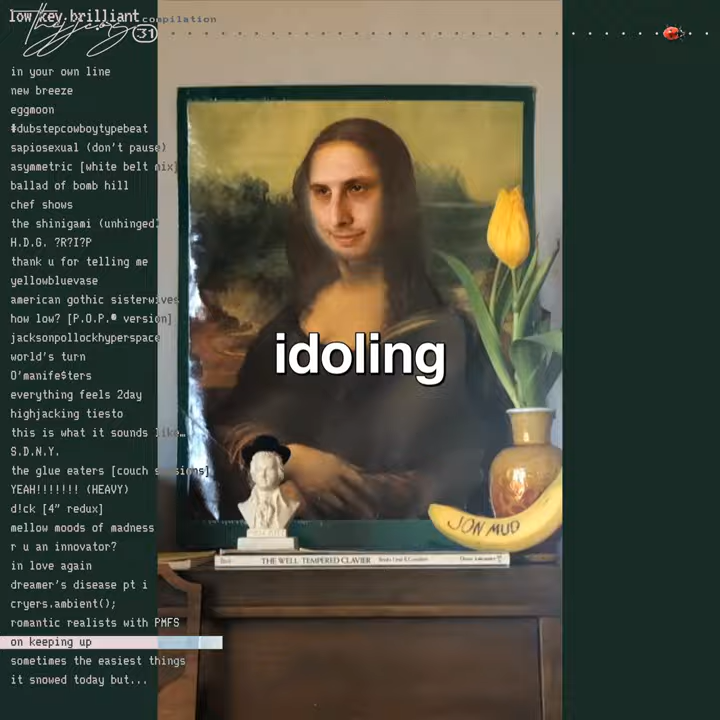 low key brilliant compilation
31
in your own line
new breeze
eggmoon
$dubstepcowboytypebeat
sapiosexual (don't pause)
asymmetric [white belt mix]
ballad of bomb hill
chef shows
the shinigami (unhinged)
H.D.G. ?R?I?P
thank u for telling me
yellowbluevase
american gothic sisterwives
how low? [P.O.P.® version]
jacksonpollockhyperspace
world's turn
O'manife$ters
everything feels 2day
highjacking tiesto
this is what it sounds like…
S.D.N.Y.
the glue eaters [couch sessions]
YEAH!!!!!!! (HEAVY)
d!ck [4" redux]
mellow moods of madness
r u an innovator?
in love again
dreamer's disease pt i
cryers.ambient();
romantic realists with PMFS
on keeping up
sometimes the easiest things
it snowed today but...
idoling
JON MUD
Bach
THE WELL TEMPERED CLAVIER